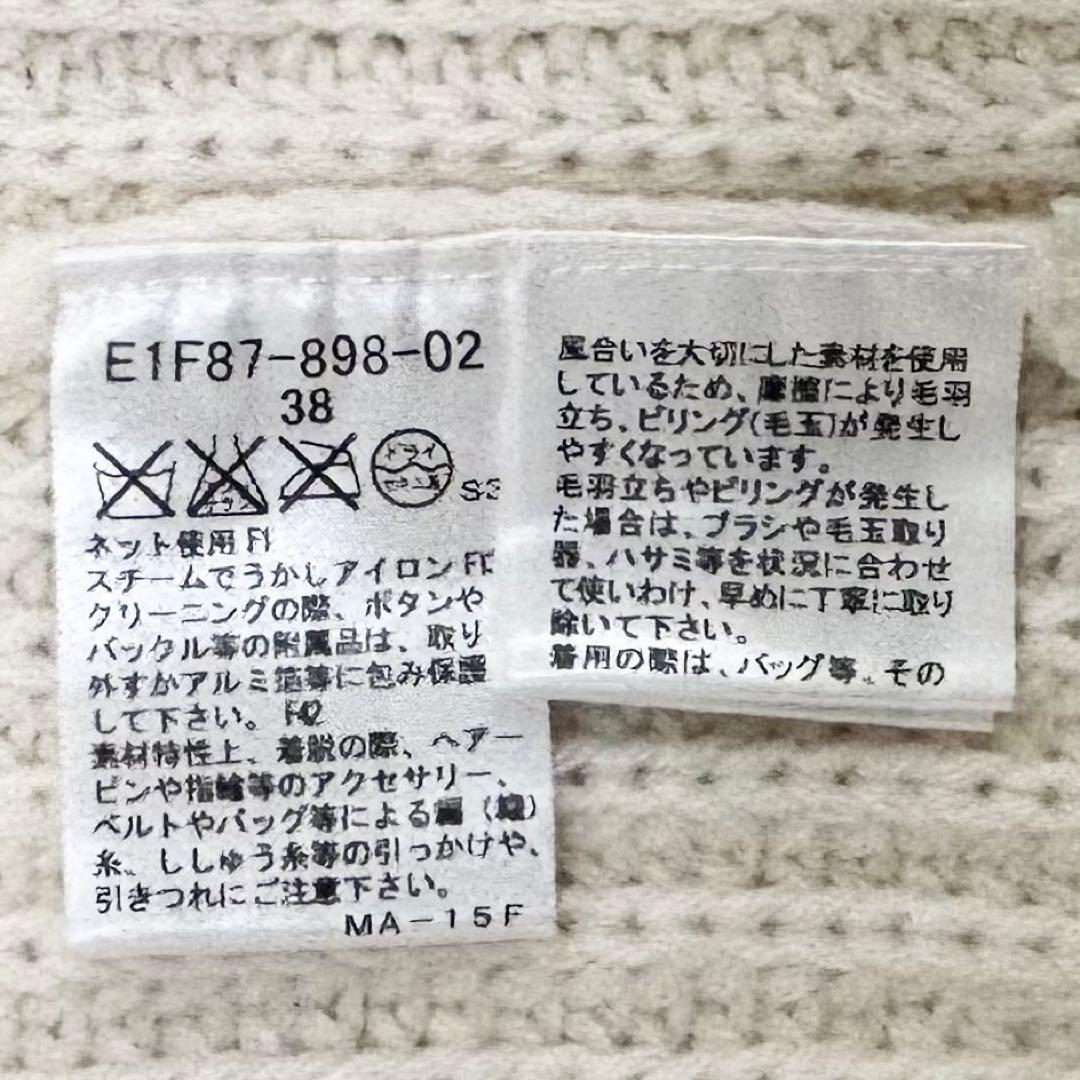 E1F87-898-02
38
ドライ
ネット使用 F1
スチームでうかしアイロン
クリーニングの際、ボタンや
バックル等の附属品は、取り
外すかアルミ箔等に包み保護
して下さい。
素材特性上、着脱の際、ヘアー
ピンや指輪等のアクセサリー、
ベルトやバッグ等による
糸、ししゅう糸等の引っかけや、
引きつれにご注意下さい。
MA-15F
風合いを大切にした素材を使用
しているため、摩擦により毛羽
立ち、ピリング(毛玉)が発生し
やすくなっています。
毛羽立ちやピリングが発生し
た場合は、ブラシや毛玉取り
器、ハサミ等を状況に合わせ
て使いわけ、早めに丁寧に取り
除いて下さい。
着用の際は、バッグ等、その